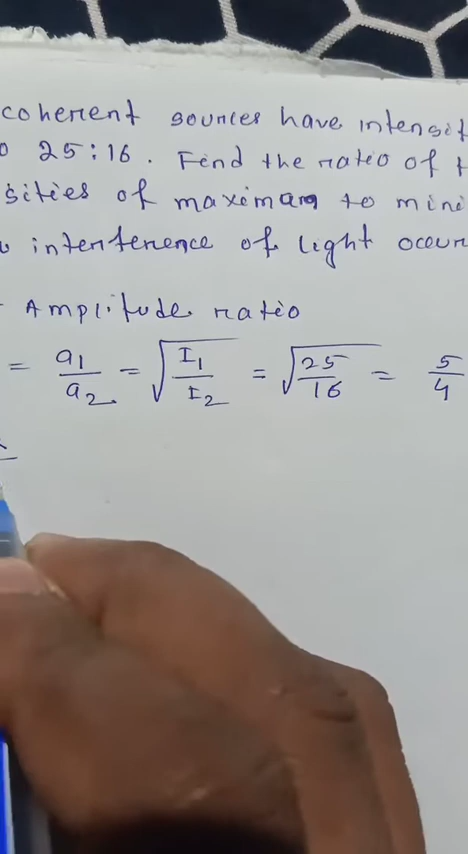 coherent sources have intensit
25:16. Find the ratio of t
sities of maximam to mini
interference of light occur
Amplitude ratio
= a1/a2 = √(I1/I2) = √(25/16) = 5/4